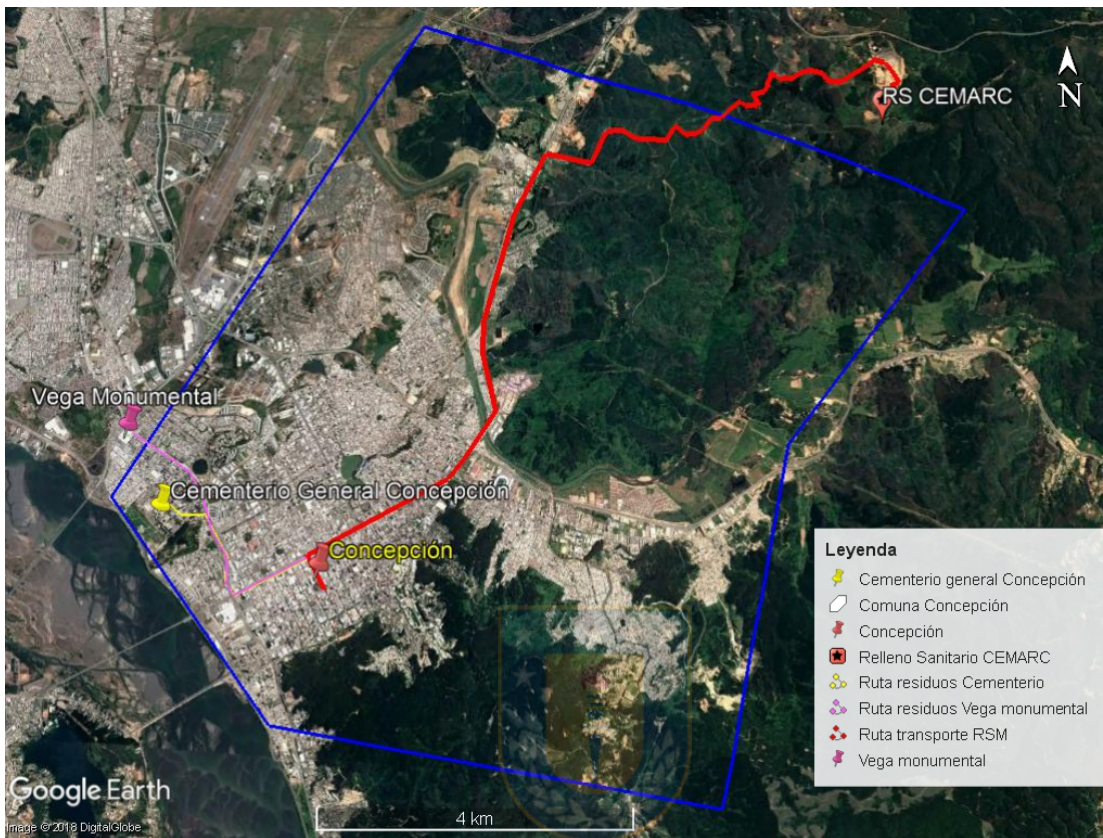 RS CEMARC
N
Vega Monumental
Cementerio General Concepción
Concepción
Leyenda
Cementerio general Concepción
Comuna Concepción
Concepción
Relleno Sanitario CEMARC
Ruta residuos Cementerio
Ruta residuos Vega monumental
Ruta transporte RSM
Vega monumental
Google Earth
4 km
Image © 2018 DigitalGlobe